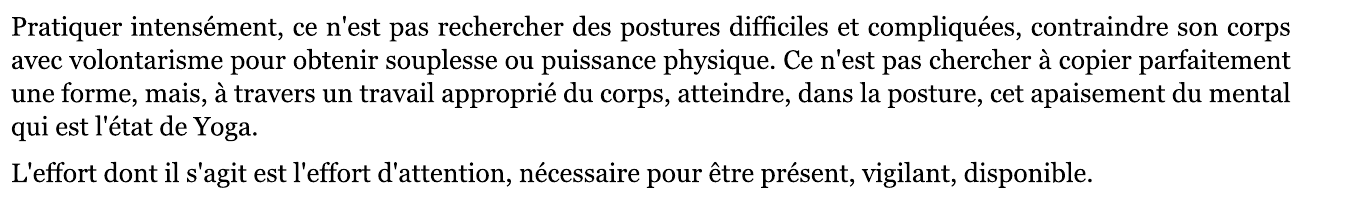 Pratiquer intensément, ce n'est pas rechercher des postures difficiles et compliquées, contraindre son corps
avec volontarisme pour obtenir souplesse ou puissance physique. Ce n'est pas chercher à copier parfaitement
une forme, mais, à travers un travail approprié du corps, atteindre, dans la posture, cet apaisement du mental
qui est l'état de Yoga.
L'effort dont il s'agit est l'effort d'attention, nécessaire pour être présent, vigilant, disponible.